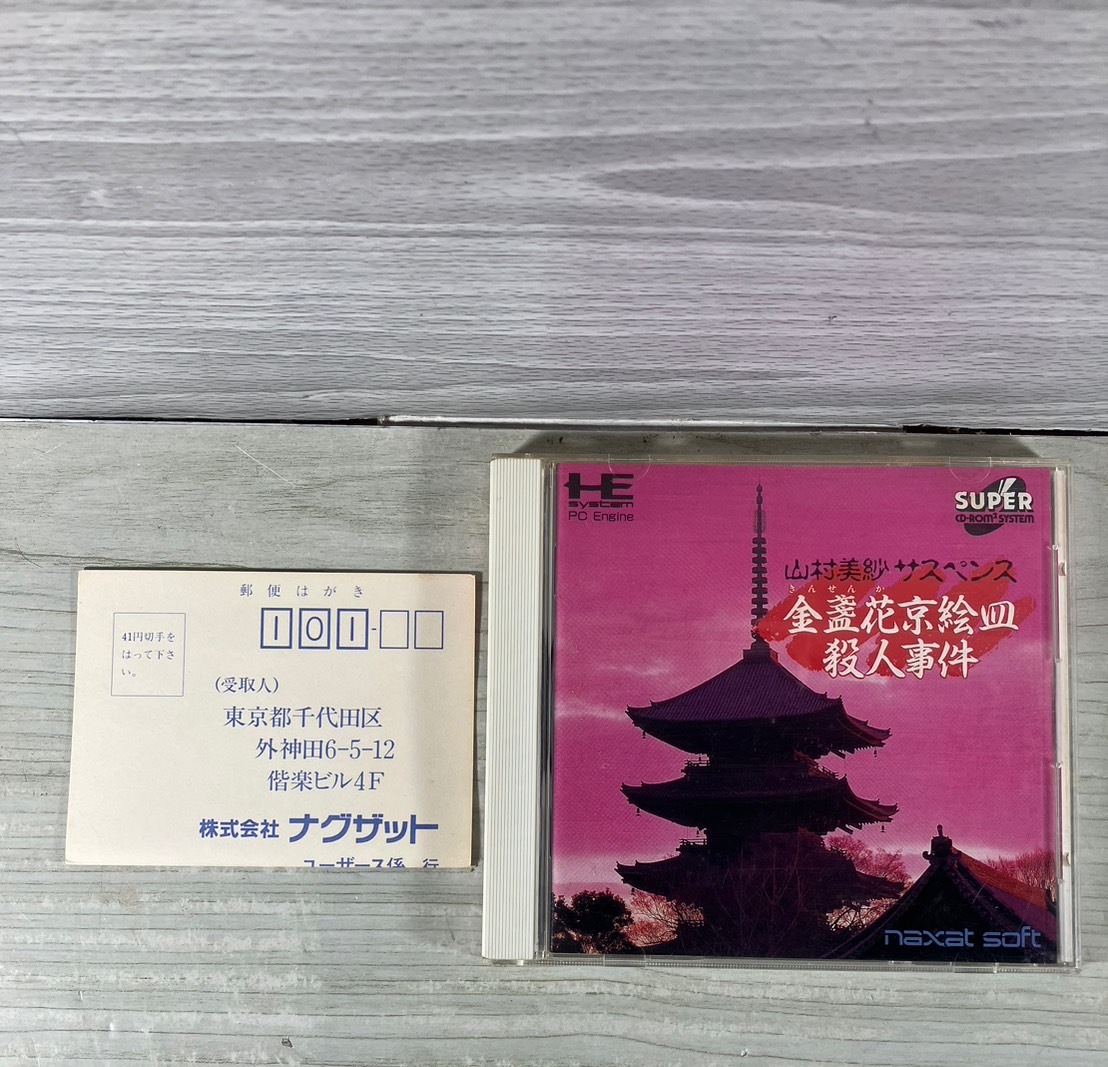 郵便はがき
41円切手を
はって下さ
い。
101-
(受取人)
東京都千代田区
外神田6-5-12
偕楽ビル4F
株式会社 ナグザット
ユーザース係 行
HE
system
PC Engine
SUPER
CD-ROM² SYSTEM
山村美紗 サスペンス
きんせんか
金盞花京絵皿
殺人事件
naxat soft